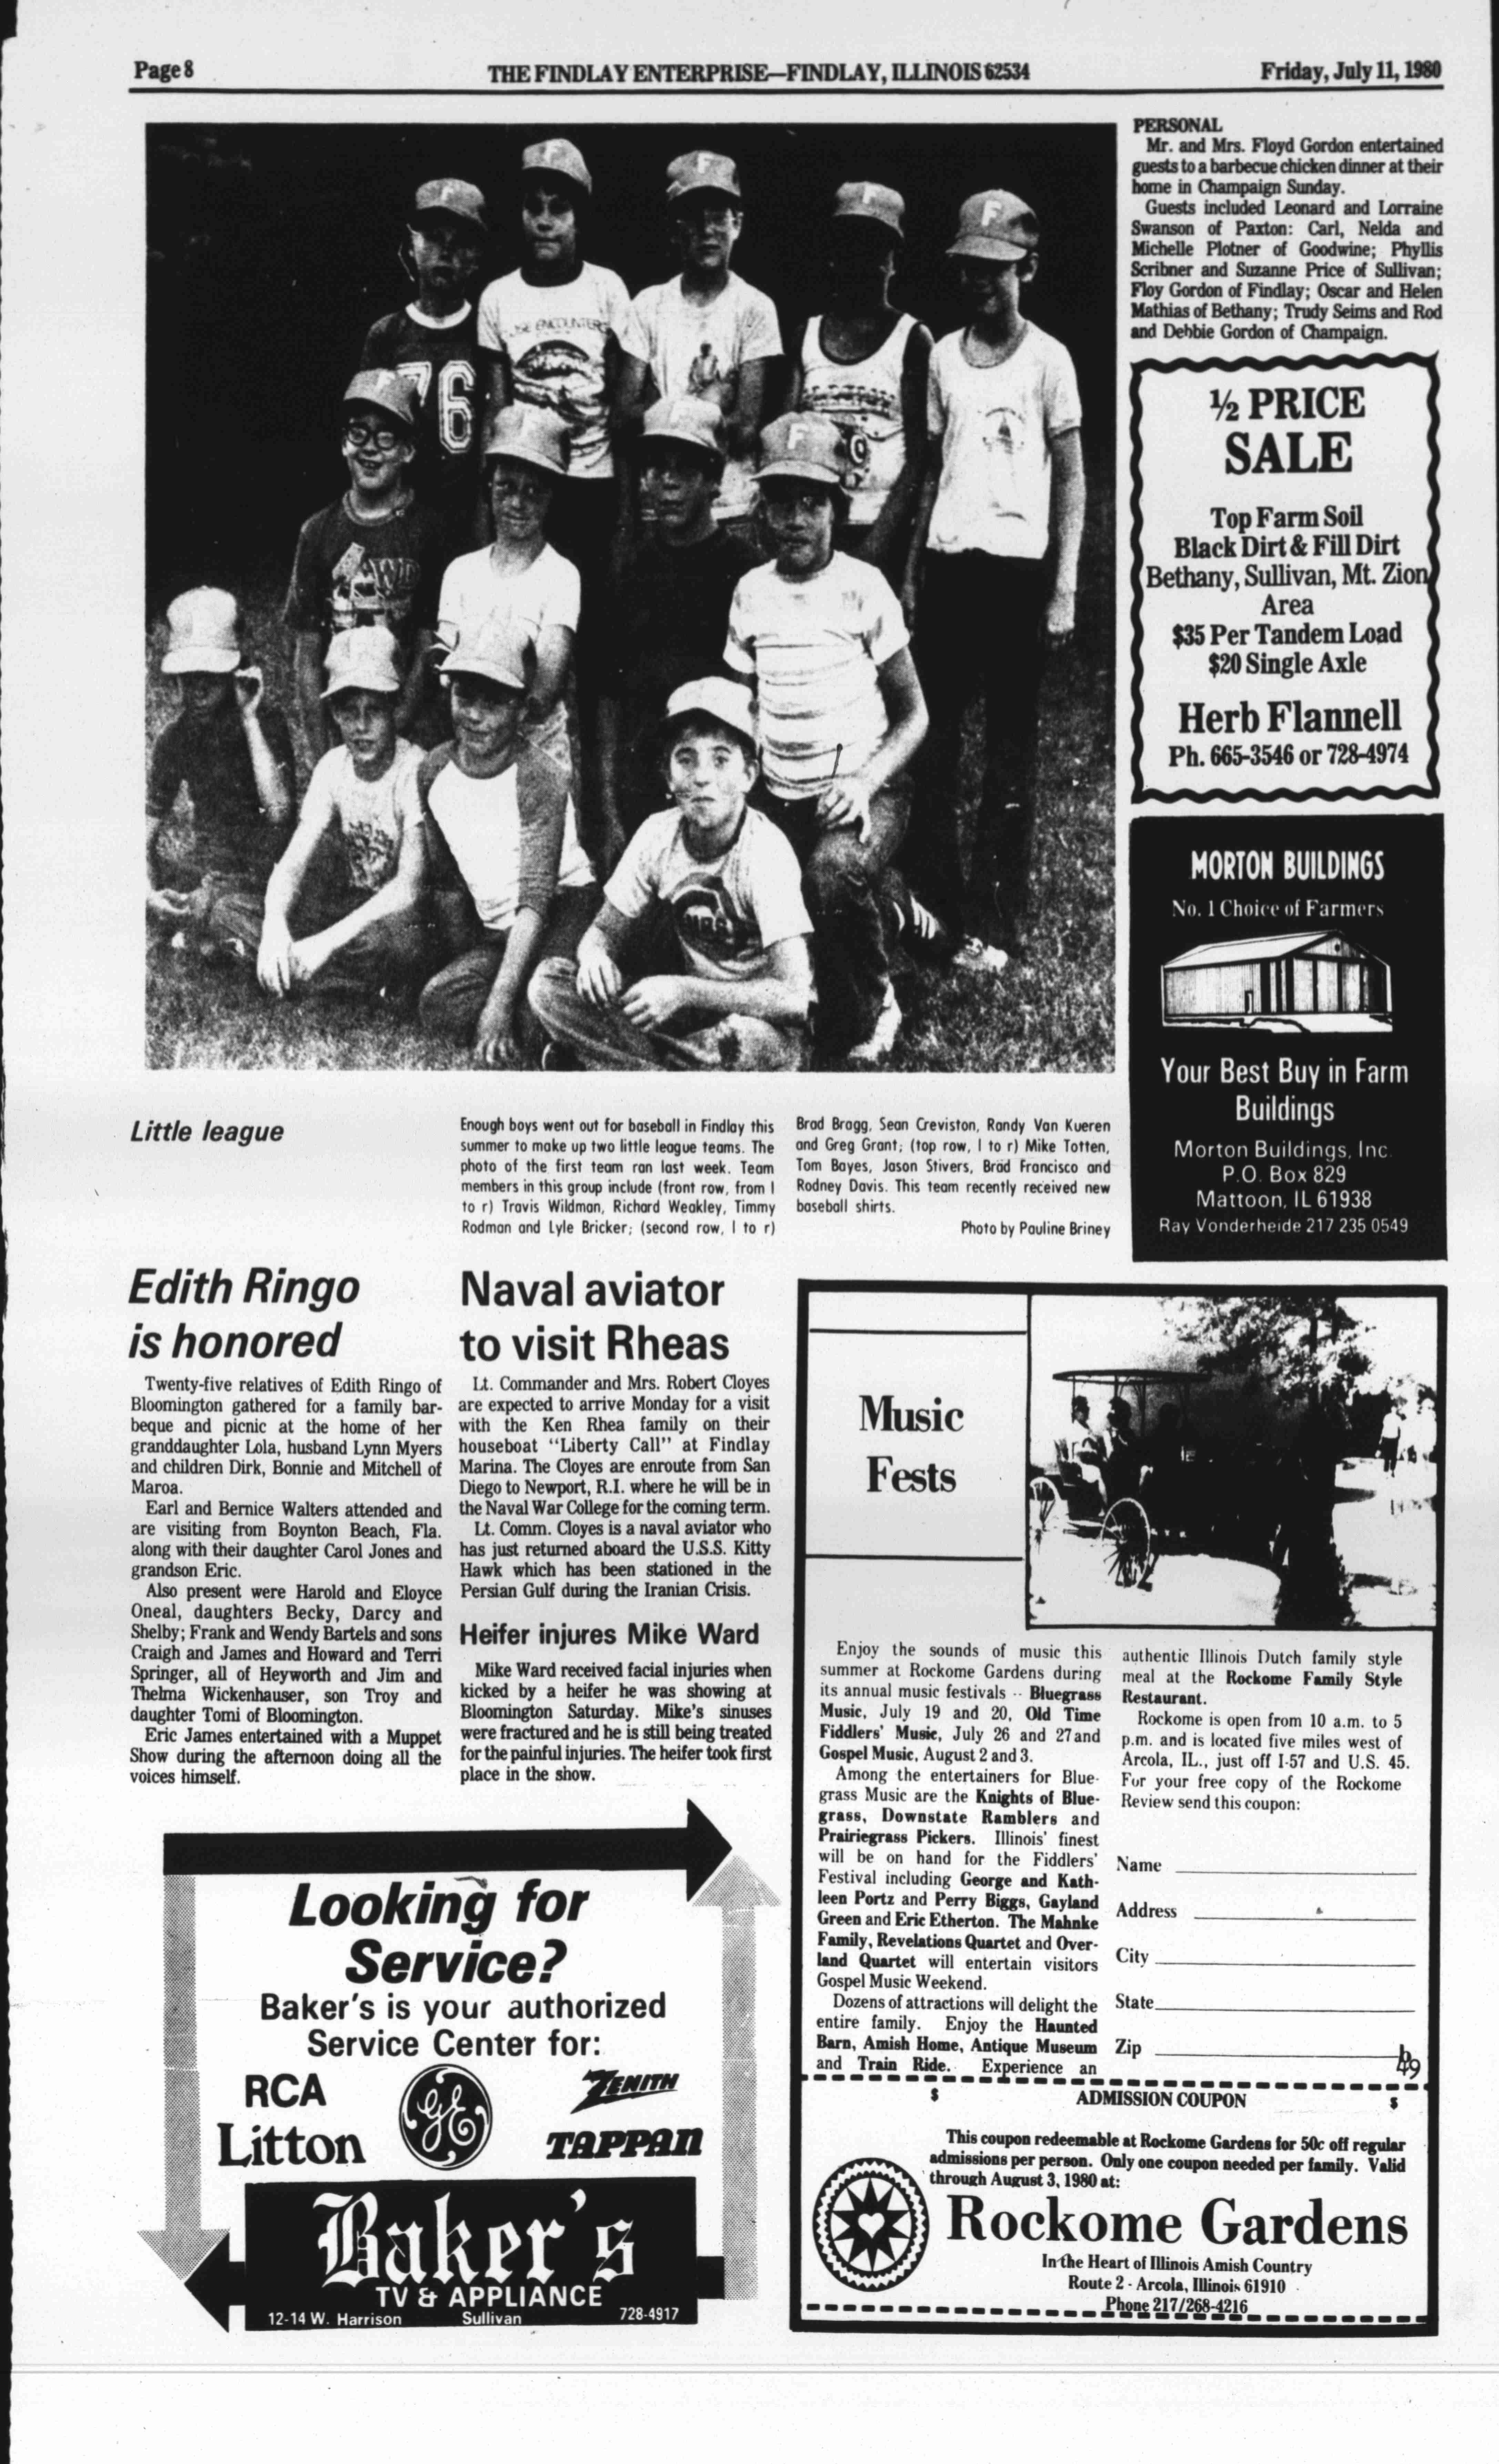 Page 8
THE FINDLAY ENTERPRISE—FINDLAY, ILLINOIS 62534
Friday, July 11, 1980
F
F
F
F
F
76
4WD
Little league
Enough boys went out for baseball in Findlay this
summer to make up two little league teams. The
photo of the first team ran last week. Team
members in this group include (front row, from l
to r) Travis Wildman, Richard Weakley, Timmy
Rodman and Lyle Bricker; (second row, l to r)
Brad Bragg, Sean Creviston, Randy Van Kueren
and Greg Grant; (top row, l to r) Mike Totten,
Tom Bayes, Jason Stivers, Brad Francisco and
Rodney Davis. This team recently received new
baseball shirts.
Photo by Pauline Briney
PERSONAL
Mr. and Mrs. Floyd Gordon entertained
guests to a barbecue chicken dinner at their
home in Champaign Sunday.
Guests included Leonard and Lorraine
Swanson of Paxton: Carl, Nelda and
Michelle Plotner of Goodwine; Phyllis
Scribner and Suzanne Price of Sullivan;
Floy Gordon of Findlay; Oscar and Helen
Mathias of Bethany; Trudy Seims and Rod
and Debbie Gordon of Champaign.
½ PRICE
SALE
Top Farm Soil
Black Dirt & Fill Dirt
Bethany, Sullivan, Mt. Zion
Area
$35 Per Tandem Load
$20 Single Axle
Herb Flannell
Ph. 665-3546 or 728-4974
MORTON BUILDINGS
No. 1 Choice of Farmers
Your Best Buy in Farm
Buildings
Morton Buildings, Inc.
P.O. Box 829
Mattoon, IL 61938
Ray Vonderheide 217 235 0549
Edith Ringo
is honored
Twenty-five relatives of Edith Ringo of
Bloomington gathered for a family bar-
beque and picnic at the home of her
granddaughter Lola, husband Lynn Myers
and children Dirk, Bonnie and Mitchell of
Maroa.
Earl and Bernice Walters attended and
are visiting from Boynton Beach, Fla.
along with their daughter Carol Jones and
grandson Eric.
Also present were Harold and Eloyce
Oneal, daughters Becky, Darcy and
Shelby; Frank and Wendy Bartels and sons
Craigh and James and Howard and Terri
Springer, all of Heyworth and Jim and
Thelma Wickenhauser, son Troy and
daughter Tomi of Bloomington.
Eric James entertained with a Muppet
Show during the afternoon doing all the
voices himself.
Naval aviator
to visit Rheas
Lt. Commander and Mrs. Robert Cloyes
are expected to arrive Monday for a visit
with the Ken Rhea family on their
houseboat "Liberty Call" at Findlay
Marina. The Cloyes are enroute from San
Diego to Newport, R.I. where he will be in
the Naval War College for the coming term.
Lt. Comm. Cloyes is a naval aviator who
has just returned aboard the U.S.S. Kitty
Hawk which has been stationed in the
Persian Gulf during the Iranian Crisis.
Heifer injures Mike Ward
Mike Ward received facial injuries when
kicked by a heifer he was showing at
Bloomington Saturday. Mike's sinuses
were fractured and he is still being treated
for the painful injuries. The heifer took first
place in the show.
Looking for
Service?
Baker's is your authorized
Service Center for:
RCA
GE
ZENITH
Litton
TAPPAN
Baker's
TV & APPLIANCE
12-14 W. Harrison Sullivan 728-4917
Music
Fests
Enjoy the sounds of music this
summer at Rockome Gardens during
its annual music festivals -- Bluegrass
Music, July 19 and 20, Old Time
Fiddlers' Music, July 26 and 27 and
Gospel Music, August 2 and 3.
Among the entertainers for Blue-
grass Music are the Knights of Blue-
grass, Downstate Ramblers and
Prairiegrass Pickers. Illinois' finest
will be on hand for the Fiddlers'
Festival including George and Kath-
leen Portz and Perry Biggs, Gayland
Green and Eric Etherton. The Mahnke
Family, Revelations Quartet and Over-
land Quartet will entertain visitors
Gospel Music Weekend.
Dozens of attractions will delight the
entire family. Enjoy the Haunted
Barn, Amish Home, Antique Museum
and Train Ride. Experience an
authentic Illinois Dutch family style
meal at the Rockome Family Style
Restaurant.
Rockome is open from 10 a.m. to 5
p.m. and is located five miles west of
Arcola, IL., just off I-57 and U.S. 45.
For your free copy of the Rockome
Review send this coupon:
Name
Address
City
State
Zip
$ ADMISSION COUPON $
This coupon redeemable at Rockome Gardens for 50c off regular
admissions per person. Only one coupon needed per family. Valid
through August 3, 1980 at:
Rockome Gardens
In the Heart of Illinois Amish Country
Route 2 - Arcola, Illinois 61910
Phone 217/268-4216